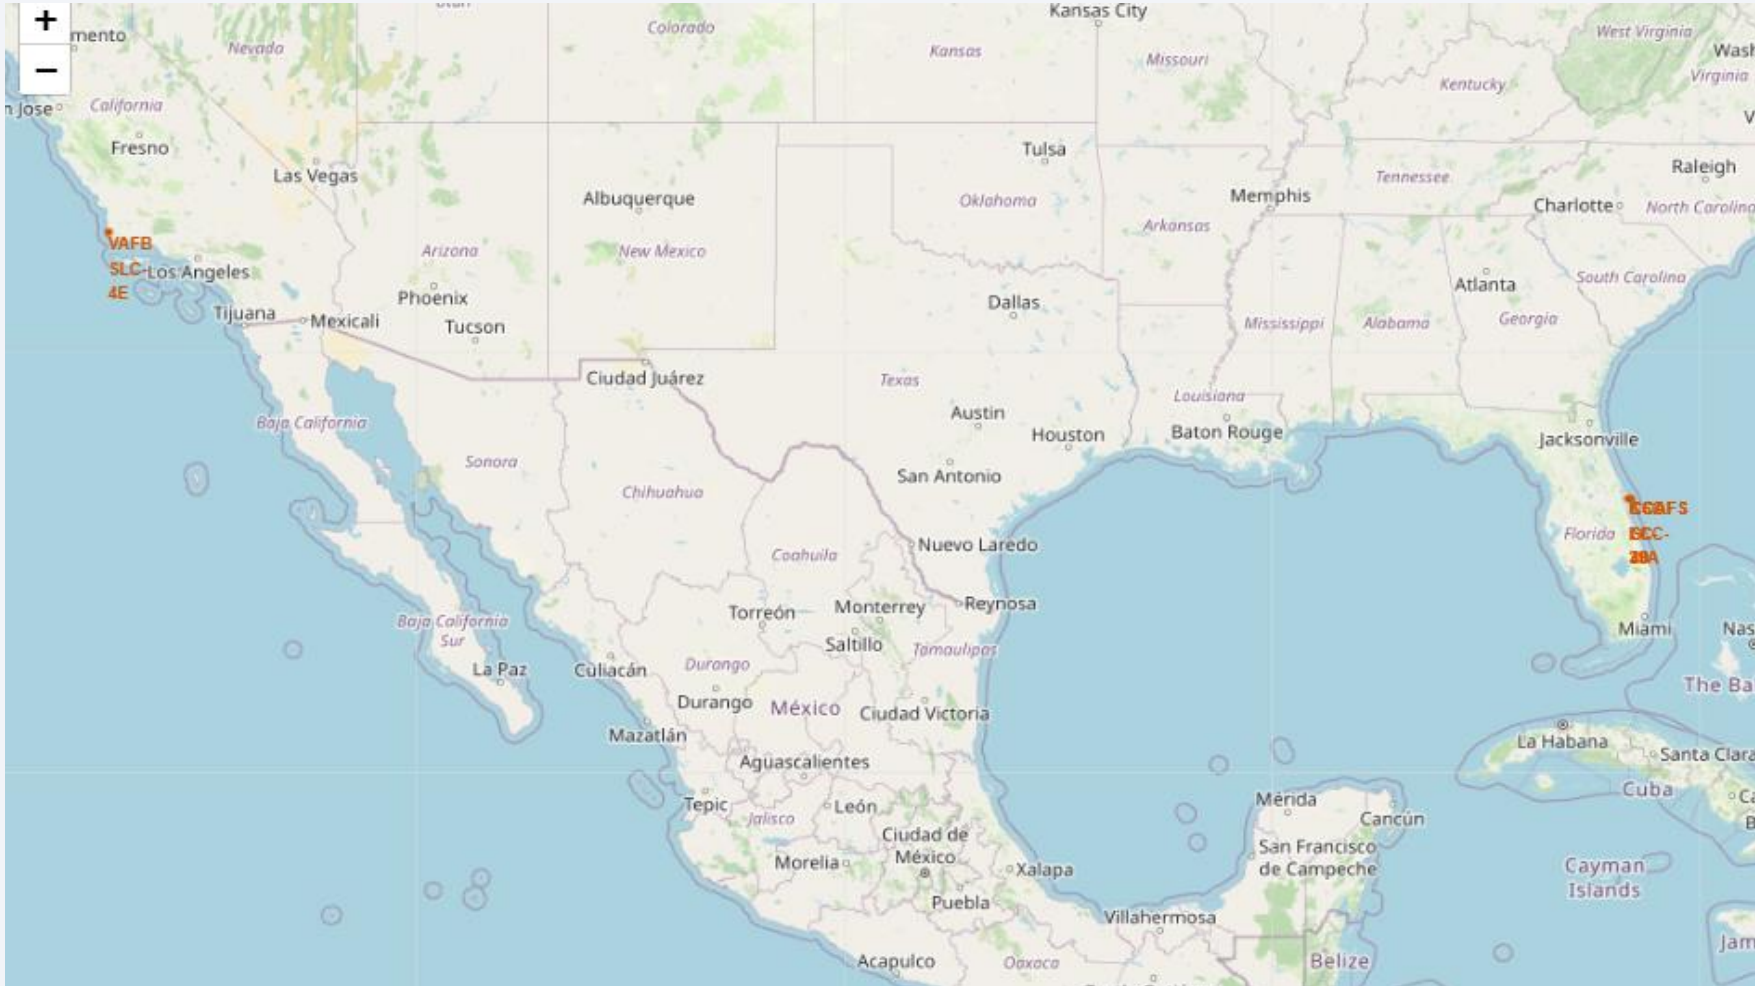 +
−
Utah
Colorado
Kansas City
mento
Nevada
Kansas
Missouri
West Virginia
Wash
Kentucky
Virginia
n Jose
California
Fresno
Las Vegas
Tulsa
Raleigh
Albuquerque
Oklahoma
Memphis
Tennessee
Charlotte
North Carolina
Arkansas
VAFB
SLC-
4E
Los Angeles
Arizona
New Mexico
Phoenix
Dallas
Atlanta
South Carolina
Tijuana
Mexicali
Tucson
Mississippi
Alabama
Georgia
Ciudad Juárez
Texas
Louisiana
Baja California
Austin
Houston
Baton Rouge
Jacksonville
Sonora
San Antonio
Chihuahua
Florida
Coahuila
Nuevo Laredo
Torreón
Monterrey
Reynosa
Baja California
Sur
Saltillo
Tamaulipas
Miami
Nas
La Paz
Culiacán
Durango
The Ba
Durango
México
Ciudad Victoria
Mazatlán
La Habana
Santa Clara
Aguascalientes
Cuba
Tepic
León
Jalisco
Mérida
Cancún
Ciudad de
México
San Francisco
de Campeche
Morelia
Xalapa
Cayman
Islands
Puebla
Villahermosa
Acapulco
Oaxaca
Belize
Jam